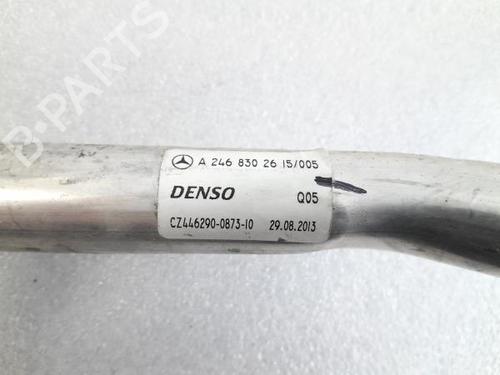 B-PARTS
A 246 830 26 15/005
DENSO Q05
CZ446290-0873-10 29.08.2013